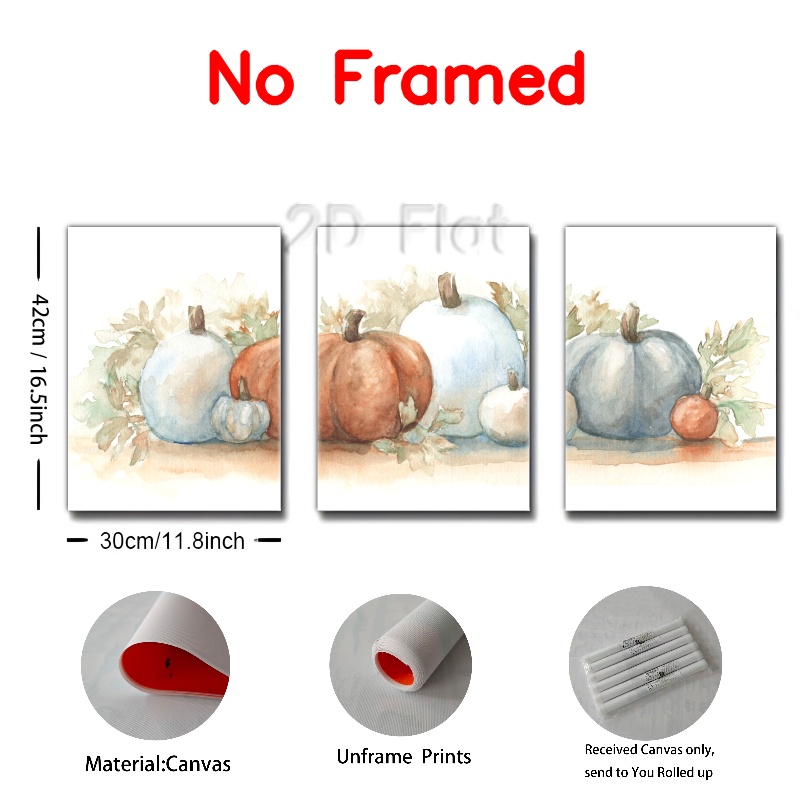 No Framed
2D Flat
42cm / 16.5inch
30cm/11.8inch
Material:Canvas
Unframe Prints
Received Canvas only,
send to You Rolled up